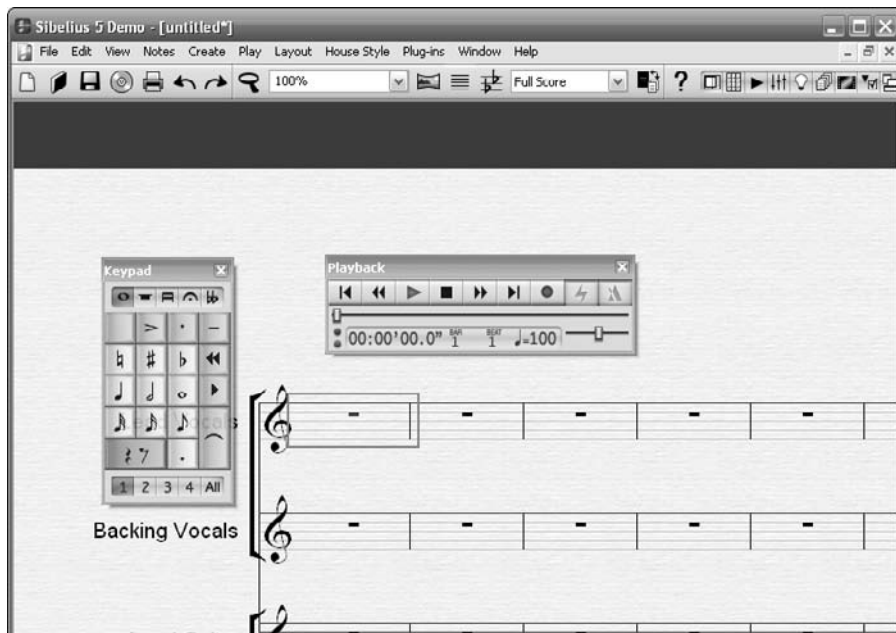 Sibelius 5 Demo - [untitled*]
File Edit View Notes Create Play Layout House Style Plug-ins Window Help
100% Full Score ?
Keypad
Playback
00:00'00.0" BAR 1 BEAT 1 ♩=100
Lead Vocals
1 2 3 4 All
Backing Vocals